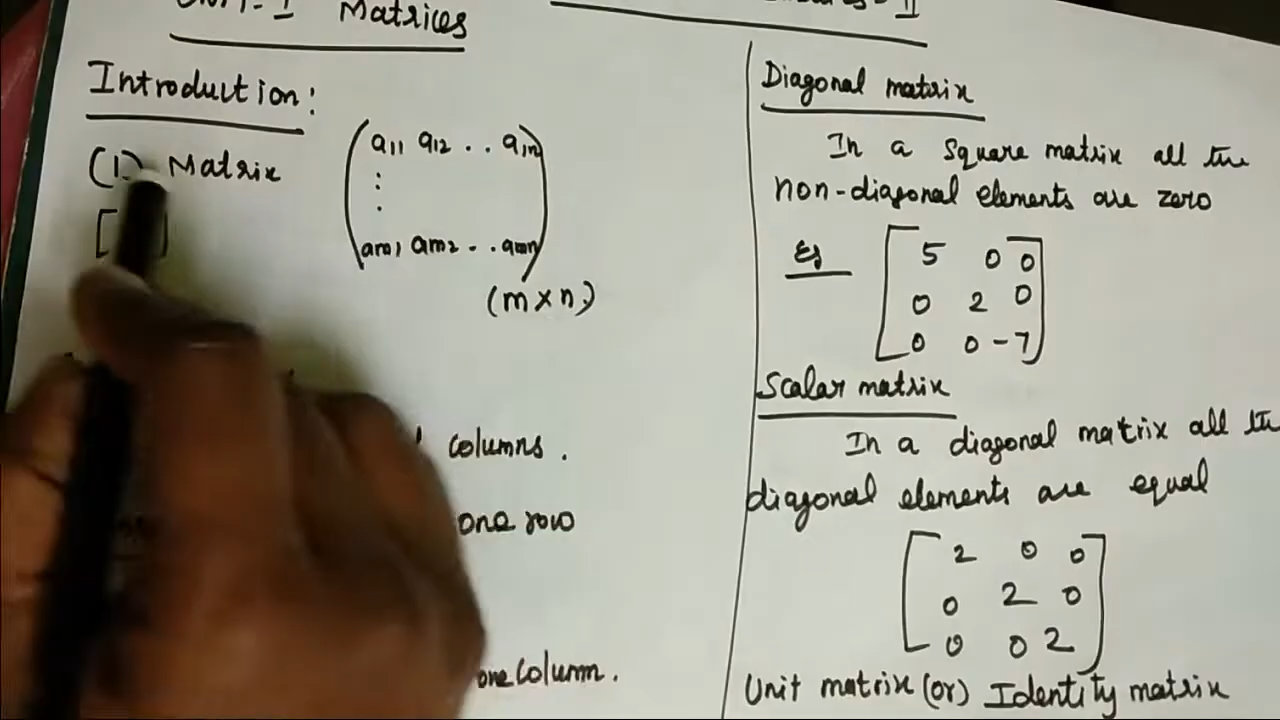 Matrices
II
Introduction:
(1) Matrix
a11 a12 . . a1n
:
:
am1 am2 . . amn
(m x n)
columns.
one row
one column.
Diagonal matrix
In a square matrix all the
non-diagonal elements are zero
Eg
5 0 0
0 2 0
0 0 -7
Scalar matrix
In a diagonal matrix all the
diagonal elements are equal
2 0 0
0 2 0
0 0 2
Unit matrix (or) Identity matrix